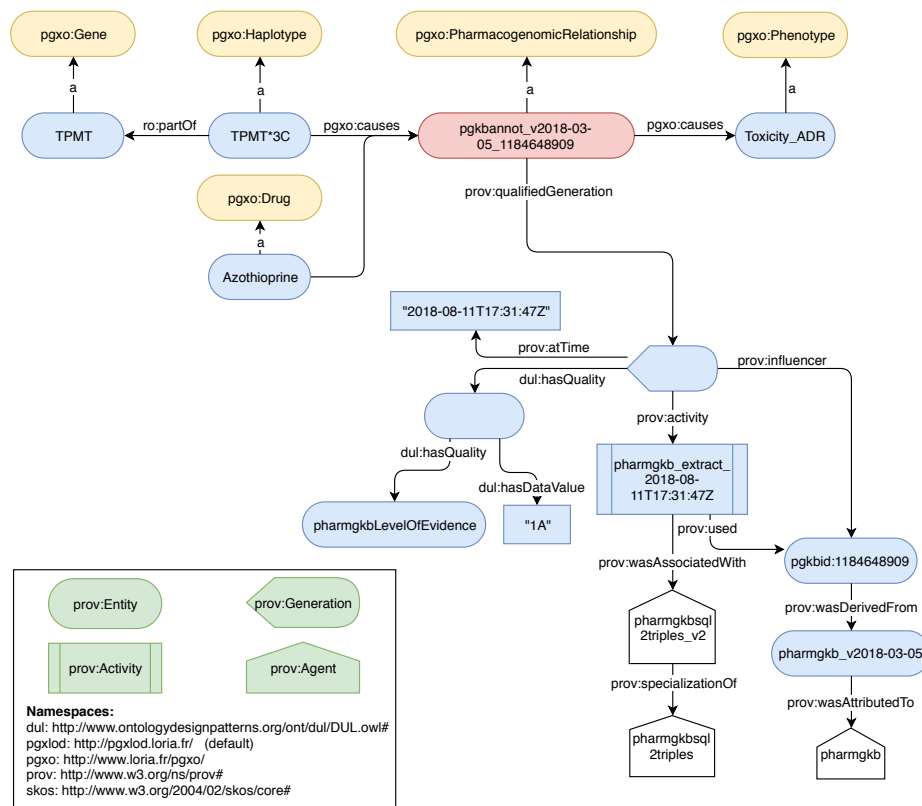 pgxo:Gene
pgxo:Haplotype
pgxo:PharmacogenomicRelationship
pgxo:Phenotype
a
a
a
a
TPMT
ro:partOf
TPMT*3C
pgxo:causes
pgkbannot_v2018-03-
05_1184648909
pgxo:causes
Toxicity_ADR
pgxo:Drug
prov:qualifiedGeneration
a
Azothioprine
"2018-08-11T17:31:47Z"
prov:atTime
prov:influencer
dul:hasQuality
prov:activity
dul:hasQuality
pharmgkb_extract_
2018-08-
11T17:31:47Z
dul:hasDataValue
pharmgkbLevelOfEvidence
"1A"
prov:used
prov:wasAssociatedWith
pgkbid:1184648909
prov:wasDerivedFrom
pharmgkbsql
2triples_v2
pharmgkb_v2018-03-05
prov:specializationOf
prov:wasAttributedTo
pharmgkbsql
2triples
pharmgkb
prov:Entity
prov:Generation
prov:Activity
prov:Agent
Namespaces:
dul: http://www.ontologydesignpatterns.org/ont/dul/DUL.owl#
pgxlod: http://pgxlod.loria.fr/ (default)
pgxo: http://www.loria.fr/pgxo/
prov: http://www.w3.org/ns/prov#
skos: http://www.w3.org/2004/02/skos/core#